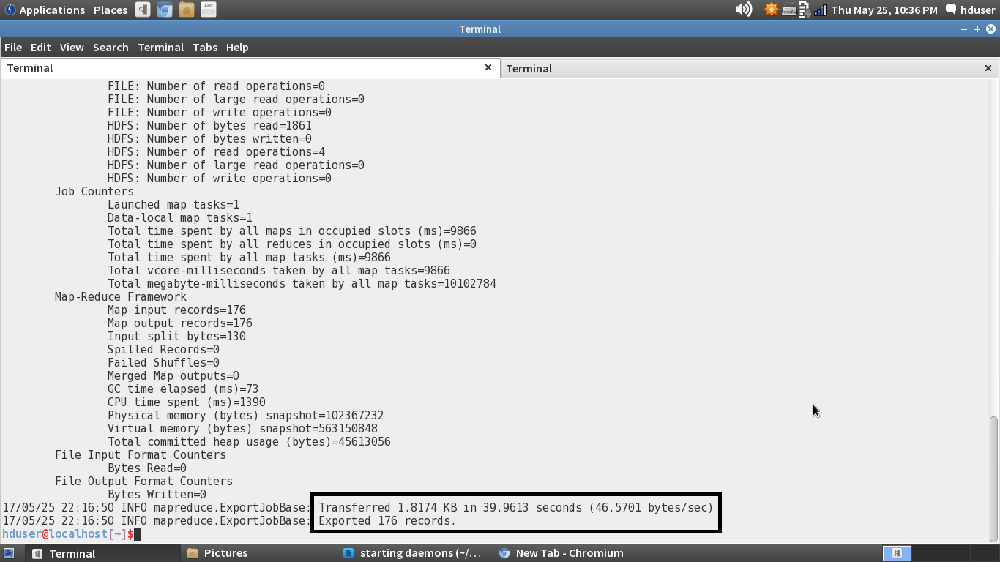 Applications Places ABC Thu May 25, 10:36 PM hduser
Terminal
File Edit View Search Terminal Tabs Help
Terminal Terminal
FILE: Number of read operations=0
FILE: Number of large read operations=0
FILE: Number of write operations=0
HDFS: Number of bytes read=1861
HDFS: Number of bytes written=0
HDFS: Number of read operations=4
HDFS: Number of large read operations=0
HDFS: Number of write operations=0
Job Counters
Launched map tasks=1
Data-local map tasks=1
Total time spent by all maps in occupied slots (ms)=9866
Total time spent by all reduces in occupied slots (ms)=0
Total time spent by all map tasks (ms)=9866
Total vcore-milliseconds taken by all map tasks=9866
Total megabyte-milliseconds taken by all map tasks=10102784
Map-Reduce Framework
Map input records=176
Map output records=176
Input split bytes=130
Spilled Records=0
Failed Shuffles=0
Merged Map outputs=0
GC time elapsed (ms)=73
CPU time spent (ms)=1390
Physical memory (bytes) snapshot=102367232
Virtual memory (bytes) snapshot=563150848
Total committed heap usage (bytes)=45613056
File Input Format Counters
Bytes Read=0
File Output Format Counters
Bytes Written=0
17/05/25 22:16:50 INFO mapreduce.ExportJobBase: Transferred 1.8174 KB in 39.9613 seconds (46.5701 bytes/sec)
17/05/25 22:16:50 INFO mapreduce.ExportJobBase: Exported 176 records.
hduser@localhost[~]$
Terminal Pictures starting daemons (~/… New Tab - Chromium